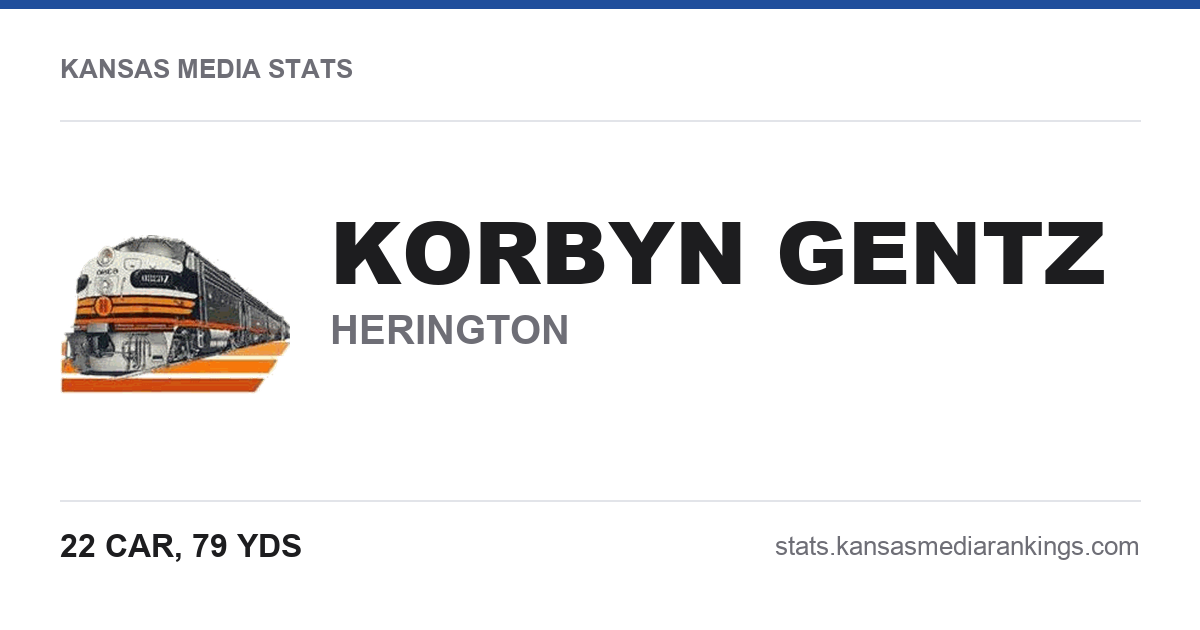 KANSAS MEDIA STATS
KORBYN GENTZ
HERINGTON
H
22 CAR, 79 YDS
stats.kansasmediarankings.com